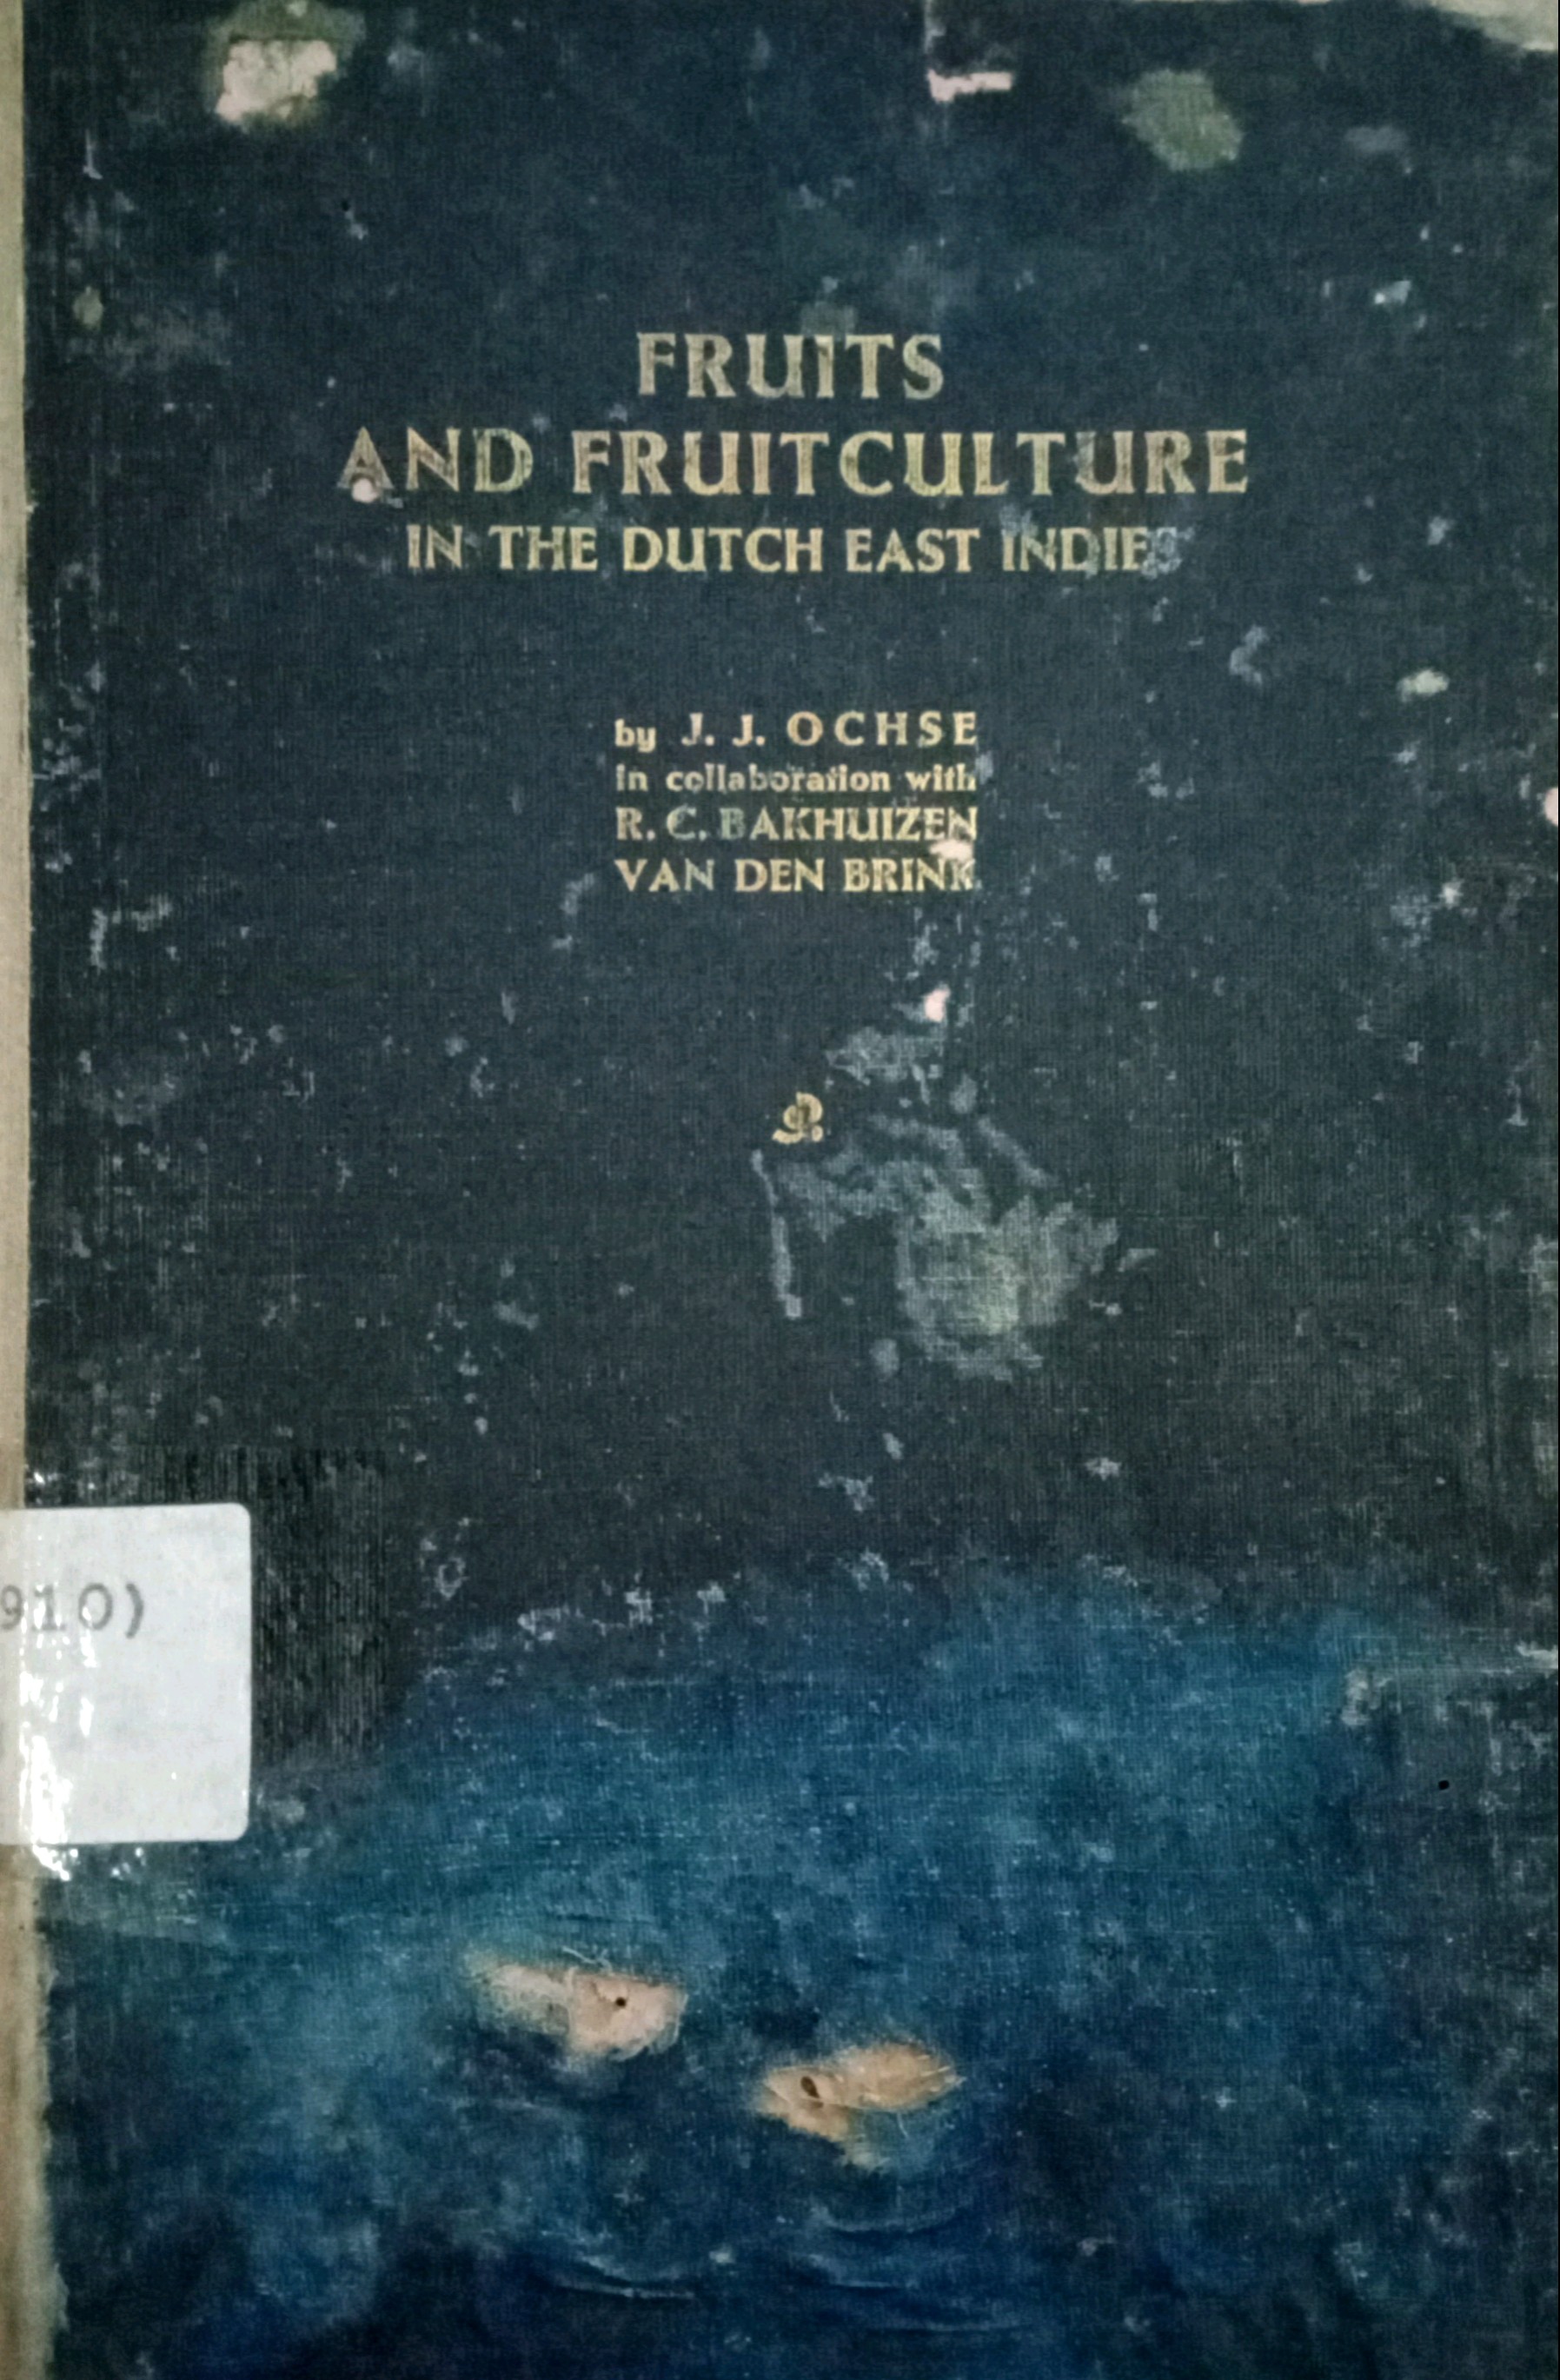 FRUITS
AND FRUITCULTURE
IN THE DUTCH EAST INDIES
by J. J. OCHSE
in collaboration with
R. C. BAKHUIZEN
VAN DEN BRINK
910)